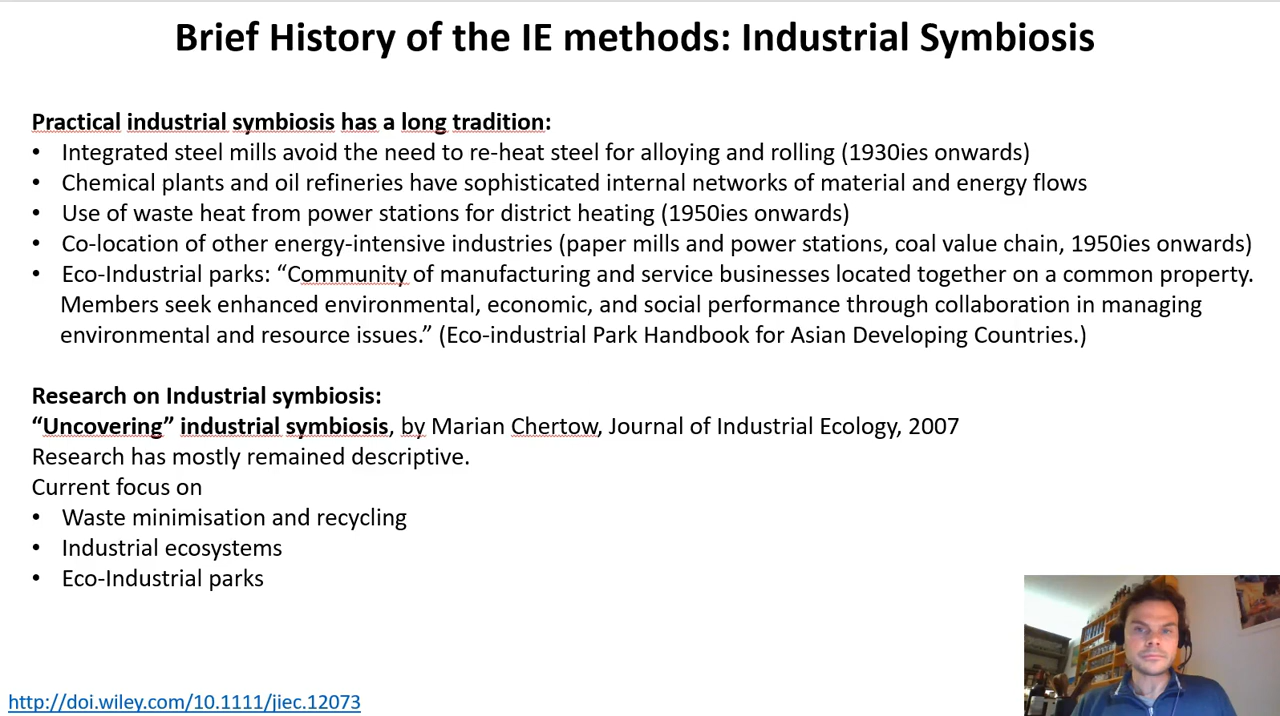 Brief History of the IE methods: Industrial Symbiosis
Practical industrial symbiosis has a long tradition:
• Integrated steel mills avoid the need to re-heat steel for alloying and rolling (1930ies onwards)
• Chemical plants and oil refineries have sophisticated internal networks of material and energy flows
• Use of waste heat from power stations for district heating (1950ies onwards)
• Co-location of other energy-intensive industries (paper mills and power stations, coal value chain, 1950ies onwards)
• Eco-Industrial parks: “Community of manufacturing and service businesses located together on a common property.
Members seek enhanced environmental, economic, and social performance through collaboration in managing
environmental and resource issues.” (Eco-industrial Park Handbook for Asian Developing Countries.)
Research on Industrial symbiosis:
“Uncovering” industrial symbiosis, by Marian Chertow, Journal of Industrial Ecology, 2007
Research has mostly remained descriptive.
Current focus on
• Waste minimisation and recycling
• Industrial ecosystems
• Eco-Industrial parks
http://doi.wiley.com/10.1111/jiec.12073